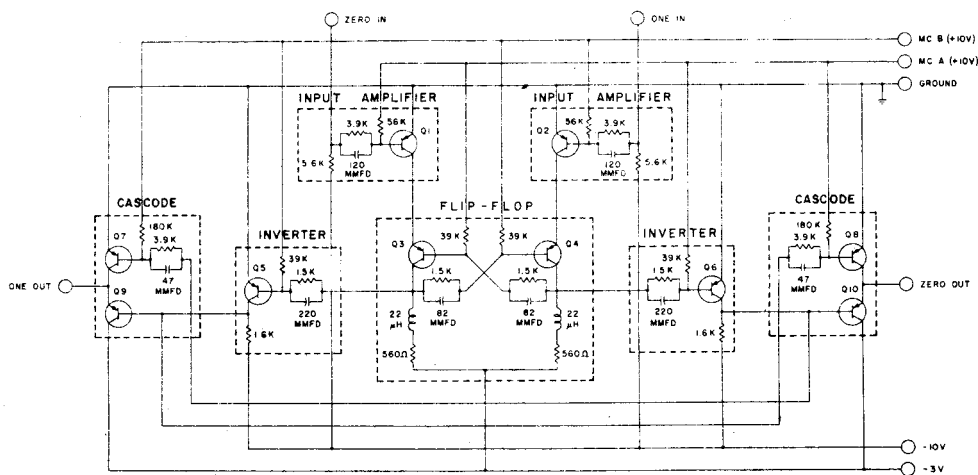 ZERO IN
ONE IN
MC B (+10V)
MC A (+10V)
GROUND
INPUT AMPLIFIER
INPUT AMPLIFIER
3.9K
56K
Q1
5.6K
120
MMFD
Q2
56K
3.9K
5.6K
120
MMFD
CASCODE
FLIP-FLOP
CASCODE
Q7
180K
3.9K
47
MMFD
Q9
ONE OUT
INVERTER
Q5
39K
1.5K
220
MMFD
1.6K
Q3
39K
39K
Q4
1.5K
1.5K
82
MMFD
82
MMFD
22
μH
22
μH
560Ω
560Ω
INVERTER
39K
1.5K
Q6
220
MMFD
1.6K
180K
3.9K
Q8
47
MMFD
Q10
ZERO OUT
-10V
-3V